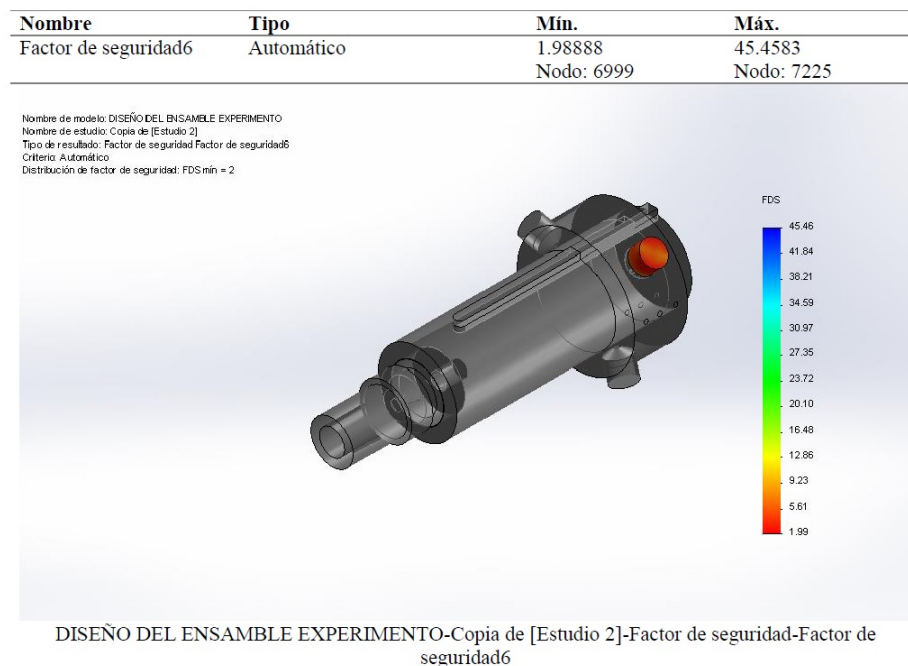 Nombre Tipo Mín. Máx.
Factor de seguridad6 Automático 1.98888 45.4583
Nodo: 6999 Nodo: 7225
Nombre de modelo: DISEÑO DEL ENSAMBLE EXPERIMENTO
Nombre de estudio: Copia de [Estudio 2]
Tipo de resultado: Factor de seguridad Factor de seguridad6
Criterio: Automático
Distribución de factor de seguridad: FDS mín = 2
FDS
45.46
41.84
38.21
34.59
30.97
27.35
23.72
20.10
16.48
12.86
9.23
5.61
1.99
DISEÑO DEL ENSAMBLE EXPERIMENTO-Copia de [Estudio 2]-Factor de seguridad-Factor de
seguridad6